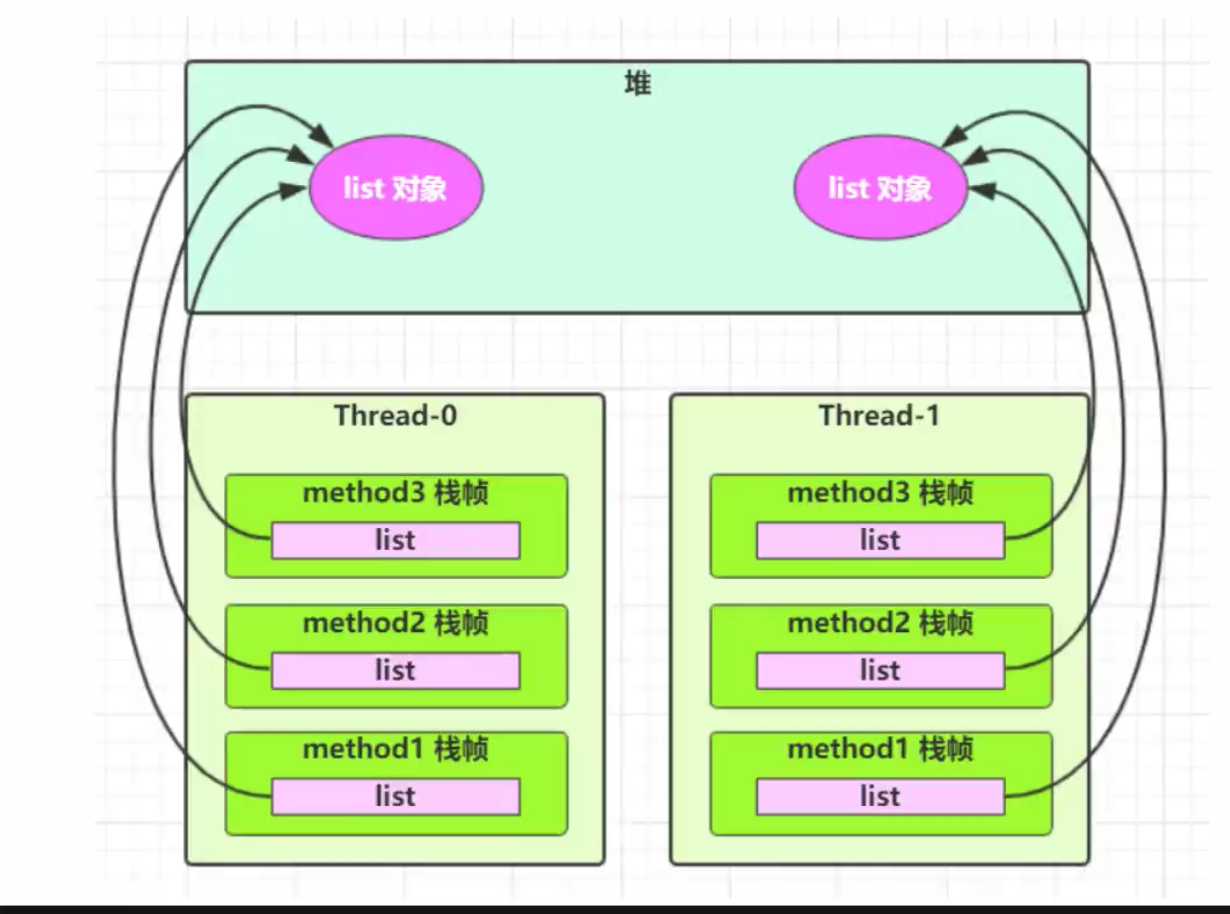 堆
list 对象
list 对象
Thread-0
method3 栈帧
list
method2 栈帧
list
method1 栈帧
list
Thread-1
method3 栈帧
list
method2 栈帧
list
method1 栈帧
list